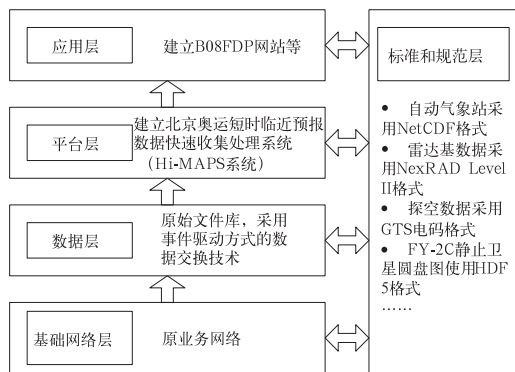 应用层
建立B08FDP网站等
平台层
建立北京奥运短时临近预报
数据快速收集处理系统
（Hi-MAPS系统）
数据层
原始文件库，采用
事件驱动方式的数
据交换技术
基础网络层
原业务网络
标准和规范层
• 自动气象站采
用NetCDF格式
• 雷达基数据采
用NexRAD Level
II格式
• 探空数据采用
GTS电码格式
• FY-2C静止卫
星圆盘图使用HDF
5格式
……